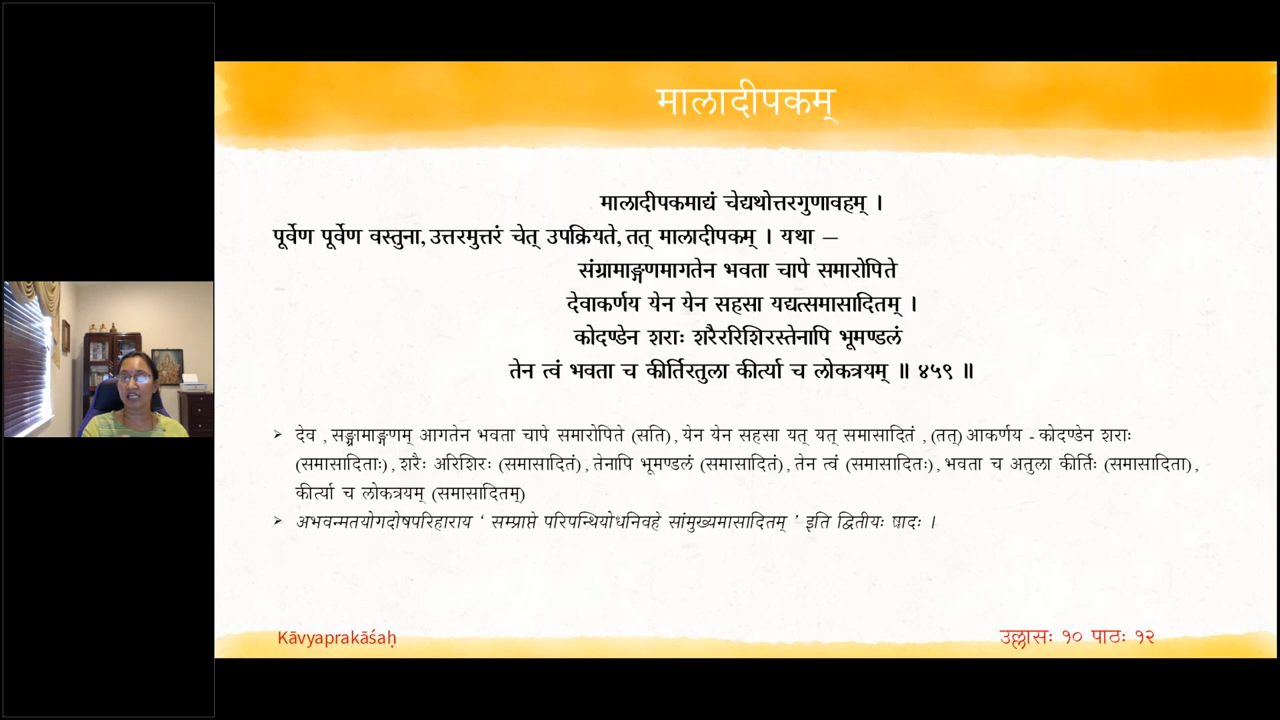 मालादीपकम्
मालादीपकमाद्यं चेद्यथोत्तरगुणावहम् ।
पूर्वेण पूर्वेण वस्तुना, उत्तरमुत्तरं चेत् उपक्रियते, तत् मालादीपकम् । यथा –
संग्रामाङ्गणमागतेन भवता चापे समारोपिते
देवाकर्णय येन येन सहसा यद्यत्समासादितम् ।
कोदण्डेन शराः शरैररिशिरस्तेनापि भूमण्डलं
तेन त्वं भवता च कीर्तिरतुला कीर्त्या च लोकत्रयम् ॥ ४५९ ॥
➢ देव , सङ्ग्रामाङ्गणम् आगतेन भवता चापे समारोपिते (सति) , येन येन सहसा यत् यत् समासादितं , (तत्) आकर्णय - कोदण्डेन शराः
(समासादिताः) , शरैः अरिशिरः (समासादितं) , तेनापि भूमण्डलं (समासादितं) , तेन त्वं (समासादितः) , भवता च अतुला कीर्तिः (समासादिता) ,
कीर्त्या च लोकत्रयम् (समासादितम्)
➢ अभवन्मतयोगदोषपरिहाराय ‘ सम्प्राप्ते परिपन्थियोधनिवहे सांमुख्यमासादितम् ’ इति द्वितीयः पादः ।
Kāvyaprakāśaḥ
उल्लासः १० पाठः १२